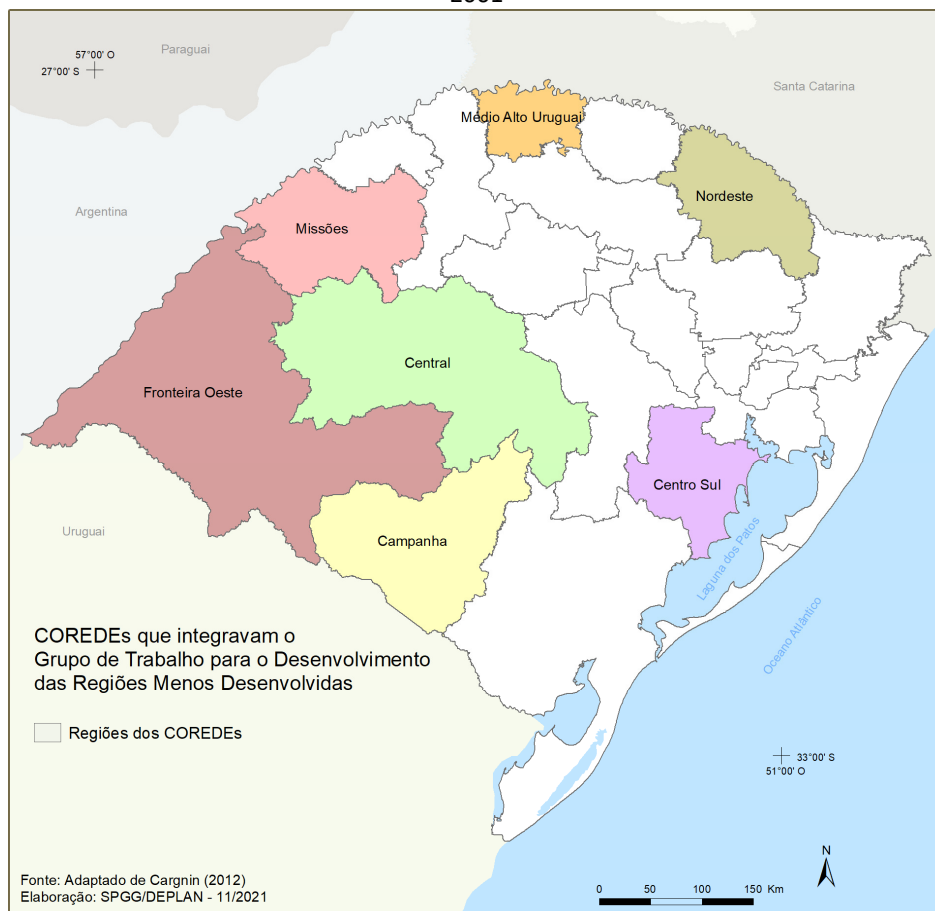 Paraguai
57°00' O
27°00' S
Santa Catarina
Médio Alto Uruguai
Nordeste
Argentina
Missões
Central
Fronteira Oeste
Centro Sul
Uruguai
Campanha
Laguna dos Patos
Oceano Atlântico
COREDEs que integravam o
Grupo de Trabalho para o Desenvolvimento
das Regiões Menos Desenvolvidas
Regiões dos COREDEs
33°00' S
51°00' O
N
Fonte: Adaptado de Cargnin (2012)
Elaboração: SPGG/DEPLAN - 11/2021
0 50 100 150 Km